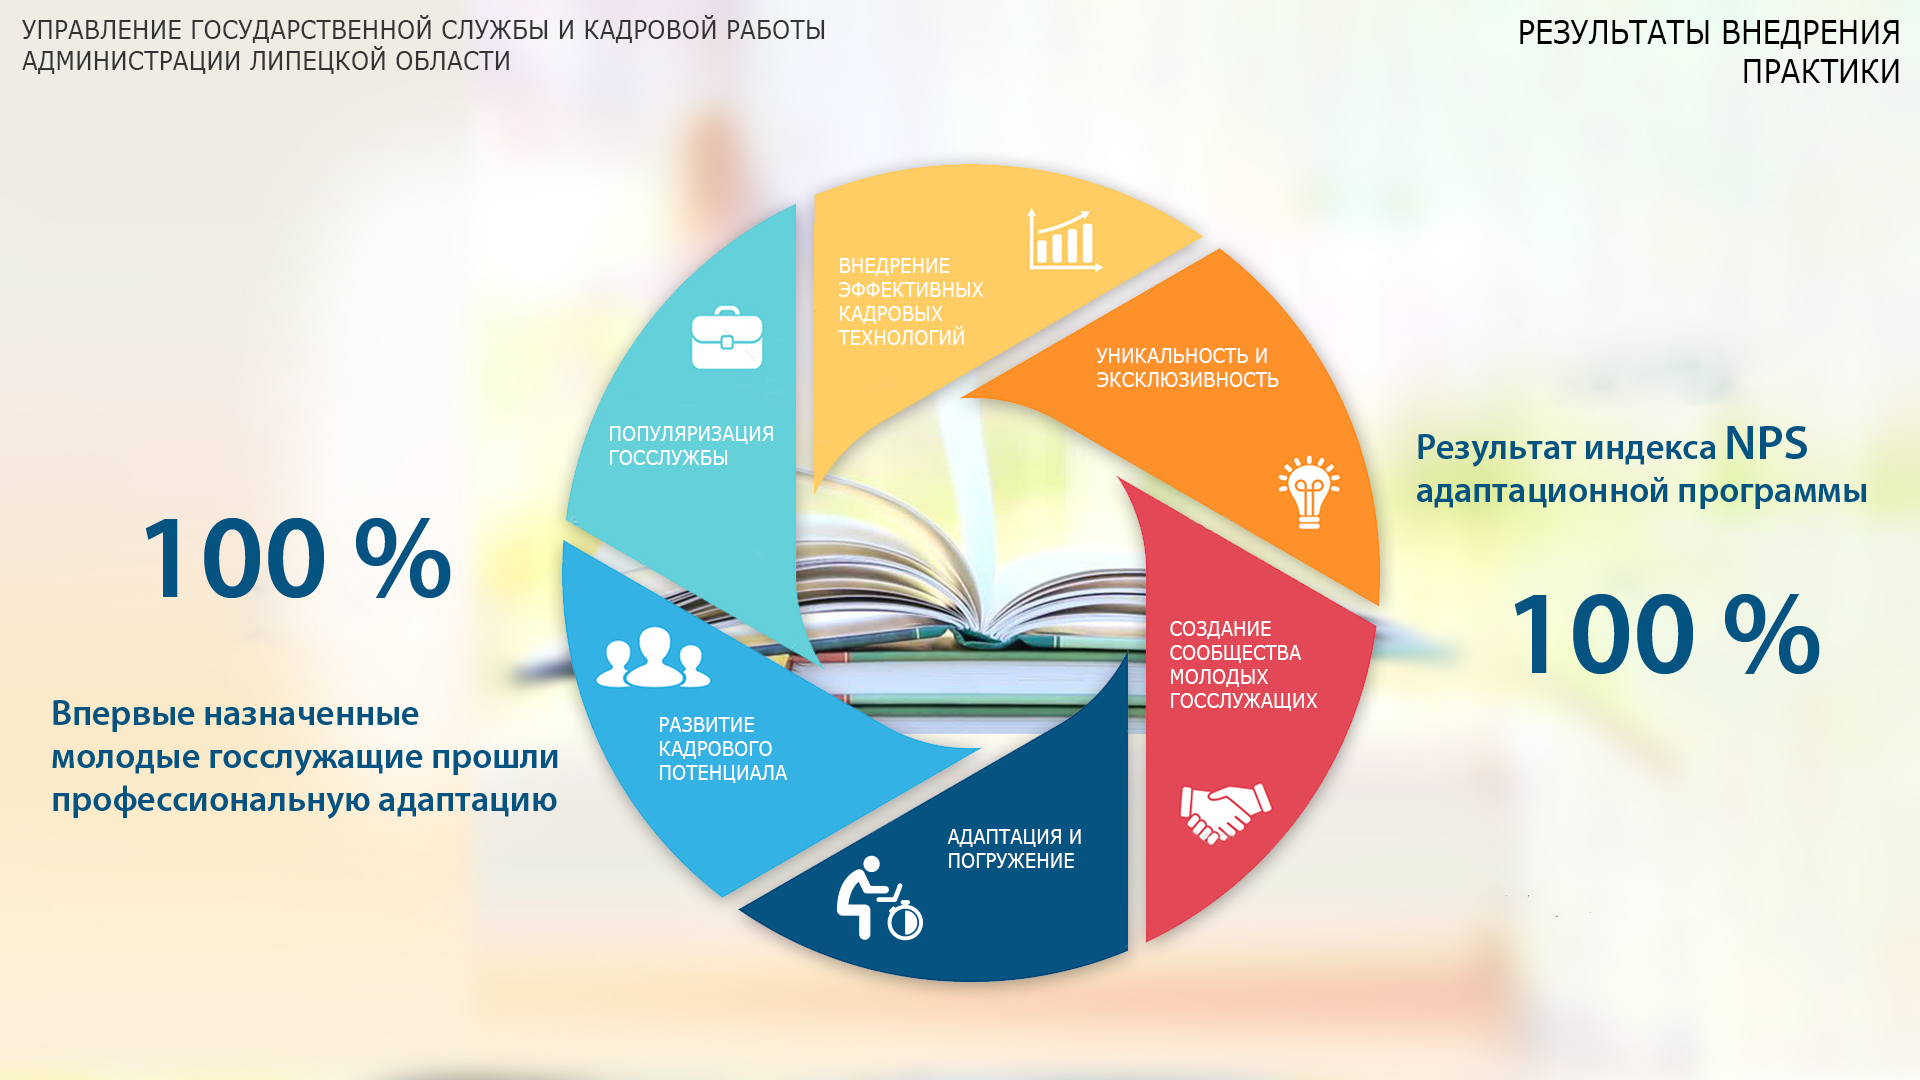 УПРАВЛЕНИЕ ГОСУДАРСТВЕННОЙ СЛУЖБЫ И КАДРОВОЙ РАБОТЫ
АДМИНИСТРАЦИИ ЛИПЕЦКОЙ ОБЛАСТИ
РЕЗУЛЬТАТЫ ВНЕДРЕНИЯ
ПРАКТИКИ
ВНЕДРЕНИЕ
ЭФФЕКТИВНЫХ
КАДРОВЫХ
ТЕХНОЛОГИЙ
УНИКАЛЬНОСТЬ И
ЭКСКЛЮЗИВНОСТЬ
ПОПУЛЯРИЗАЦИЯ
ГОССЛУЖБЫ
100 %
Впервые назначенные
молодые госслужащие прошли
профессиональную адаптацию
Результат индекса NPS
адаптационной программы
100 %
СОЗДАНИЕ
СООБЩЕСТВА
МОЛОДЫХ
ГОССЛУЖАЩИХ
РАЗВИТИЕ
КАДРОВОГО
ПОТЕНЦИАЛА
АДАПТАЦИЯ И
ПОГРУЖЕНИЕ